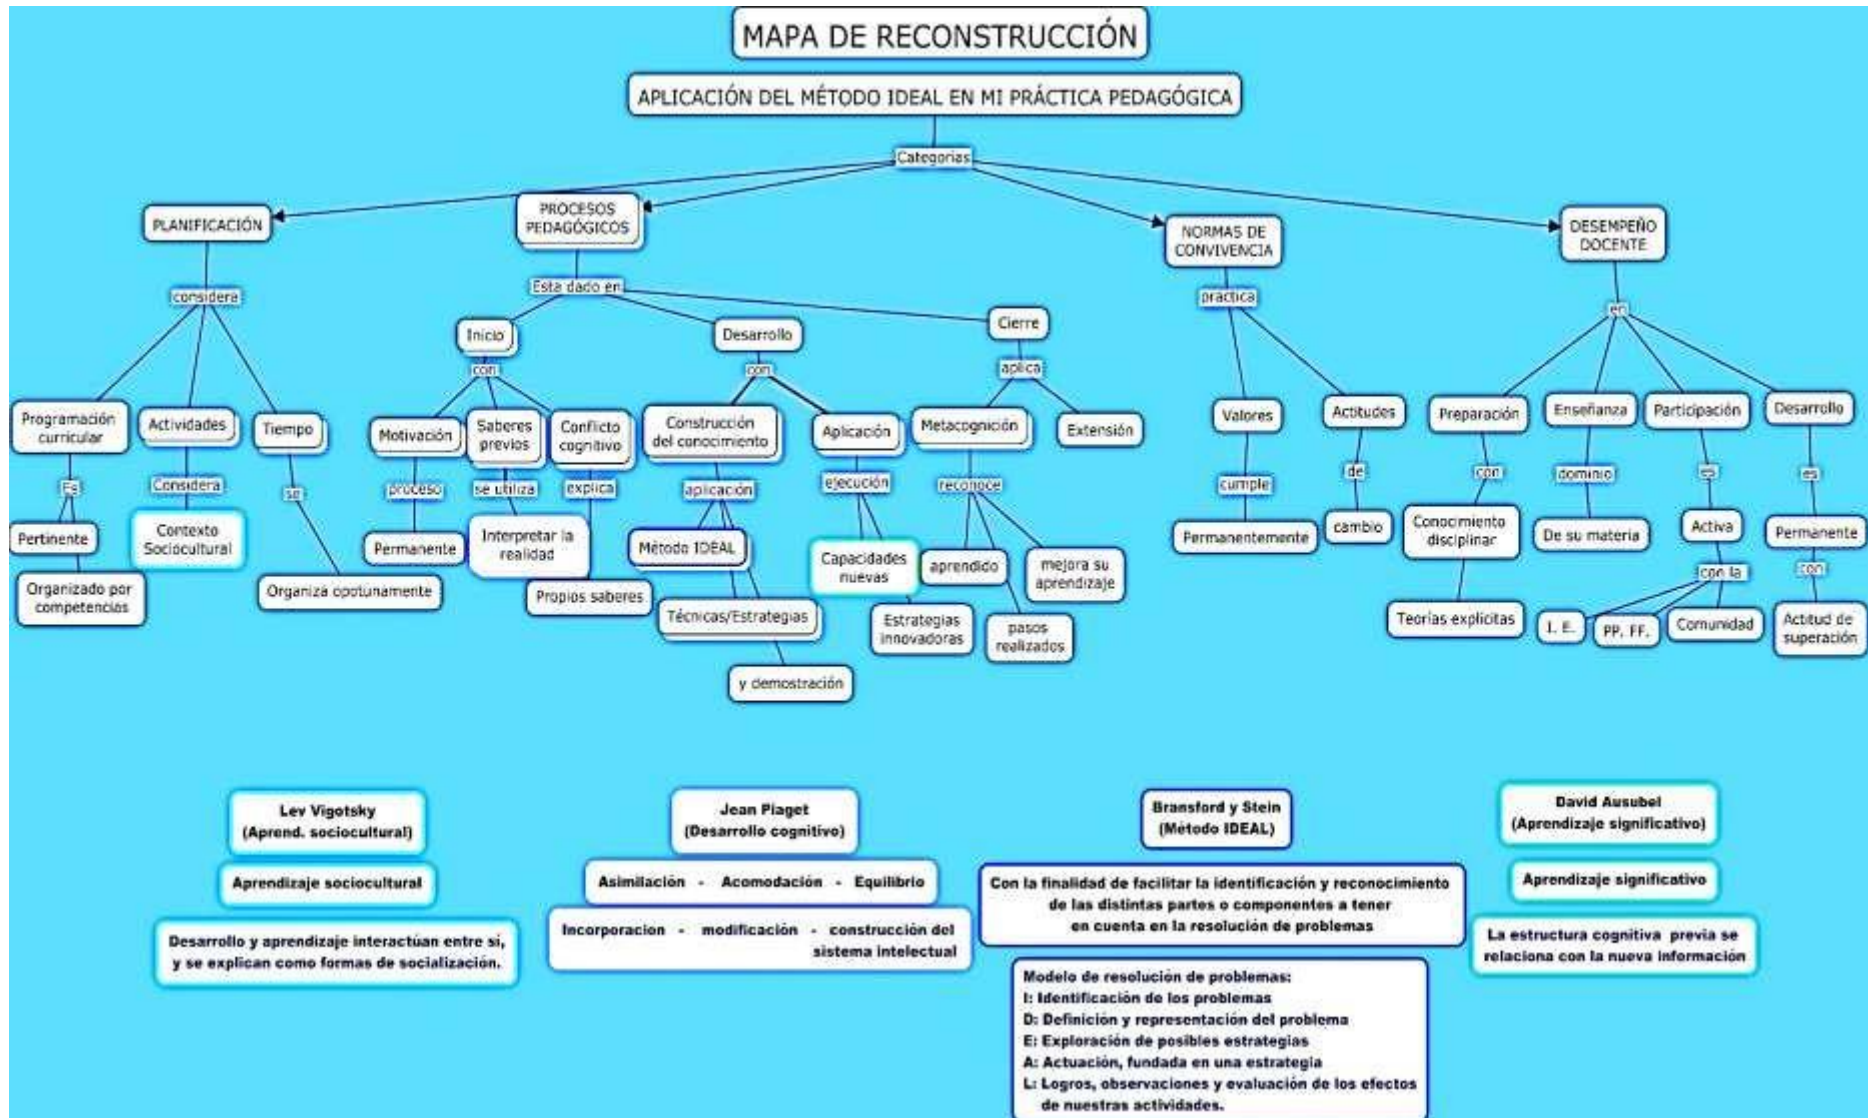 MAPA DE RECONSTRUCCIÓN
APLICACIÓN DEL MÉTODO IDEAL EN MI PRÁCTICA PEDAGÓGICA
Categorias
PLANIFICACIÓN
PROCESOS
PEDAGÓGICOS
NORMAS DE
CONVIVENCIA
DESEMPEÑO
DOCENTE
considera
Esta dado en
practica
en
Inicio
Desarrollo
Cierre
con
con
aplica
Programación
curricular
Actividades
Tiempo
Motivación
Saberes
previos
Conflicto
cognitivo
Construcción
del conocimiento
Aplicación
Metacognición
Extensión
Valores
Actitudes
Preparación
Enseñanza
Participación
Desarrollo
Es
Considera
se
proceso
se utiliza
explica
aplicación
ejecución
reconoce
cumple
de
con
dominio
es
es
Pertinente
Organizado por
competencias
Contexto
Sociocultural
Organiza opotunamente
Permanente
Interpretar la
realidad
Propios saberes
Método IDEAL
Técnicas/Estrategias
y demostración
Capacidades
nuevas
Estrategias
innovadoras
aprendido
pasos
realizados
mejora su
aprendizaje
Permanentemente
cambio
Conocimiento
disciplinar
Teorías explicitas
De su materia
Activa
con la
I. E.
PP. FF.
Comunidad
Permanente
con
Actitud de
superación
Lev Vigotsky
(Aprend. sociocultural)
Aprendizaje sociocultural
Desarrollo y aprendizaje interactúan entre sí,
y se explican como formas de socialización.
Jean Piaget
(Desarrollo cognitivo)
Asimilación - Acomodación - Equilibrio
Incorporacion - modificación - construcción del
sistema intelectual
Bransford y Stein
(Método IDEAL)
Con la finalidad de facilitar la identificación y reconocimiento
de las distintas partes o componentes a tener
en cuenta en la resolución de problemas
Modelo de resolución de problemas:
I: Identificación de los problemas
D: Definición y representación del problema
E: Exploración de posibles estrategias
A: Actuación, fundada en una estrategia
L: Logros, observaciones y evaluación de los efectos
de nuestras actividades.
David Ausubel
(Aprendizaje significativo)
Aprendizaje significativo
La estructura cognitiva previa se
relaciona con la nueva información